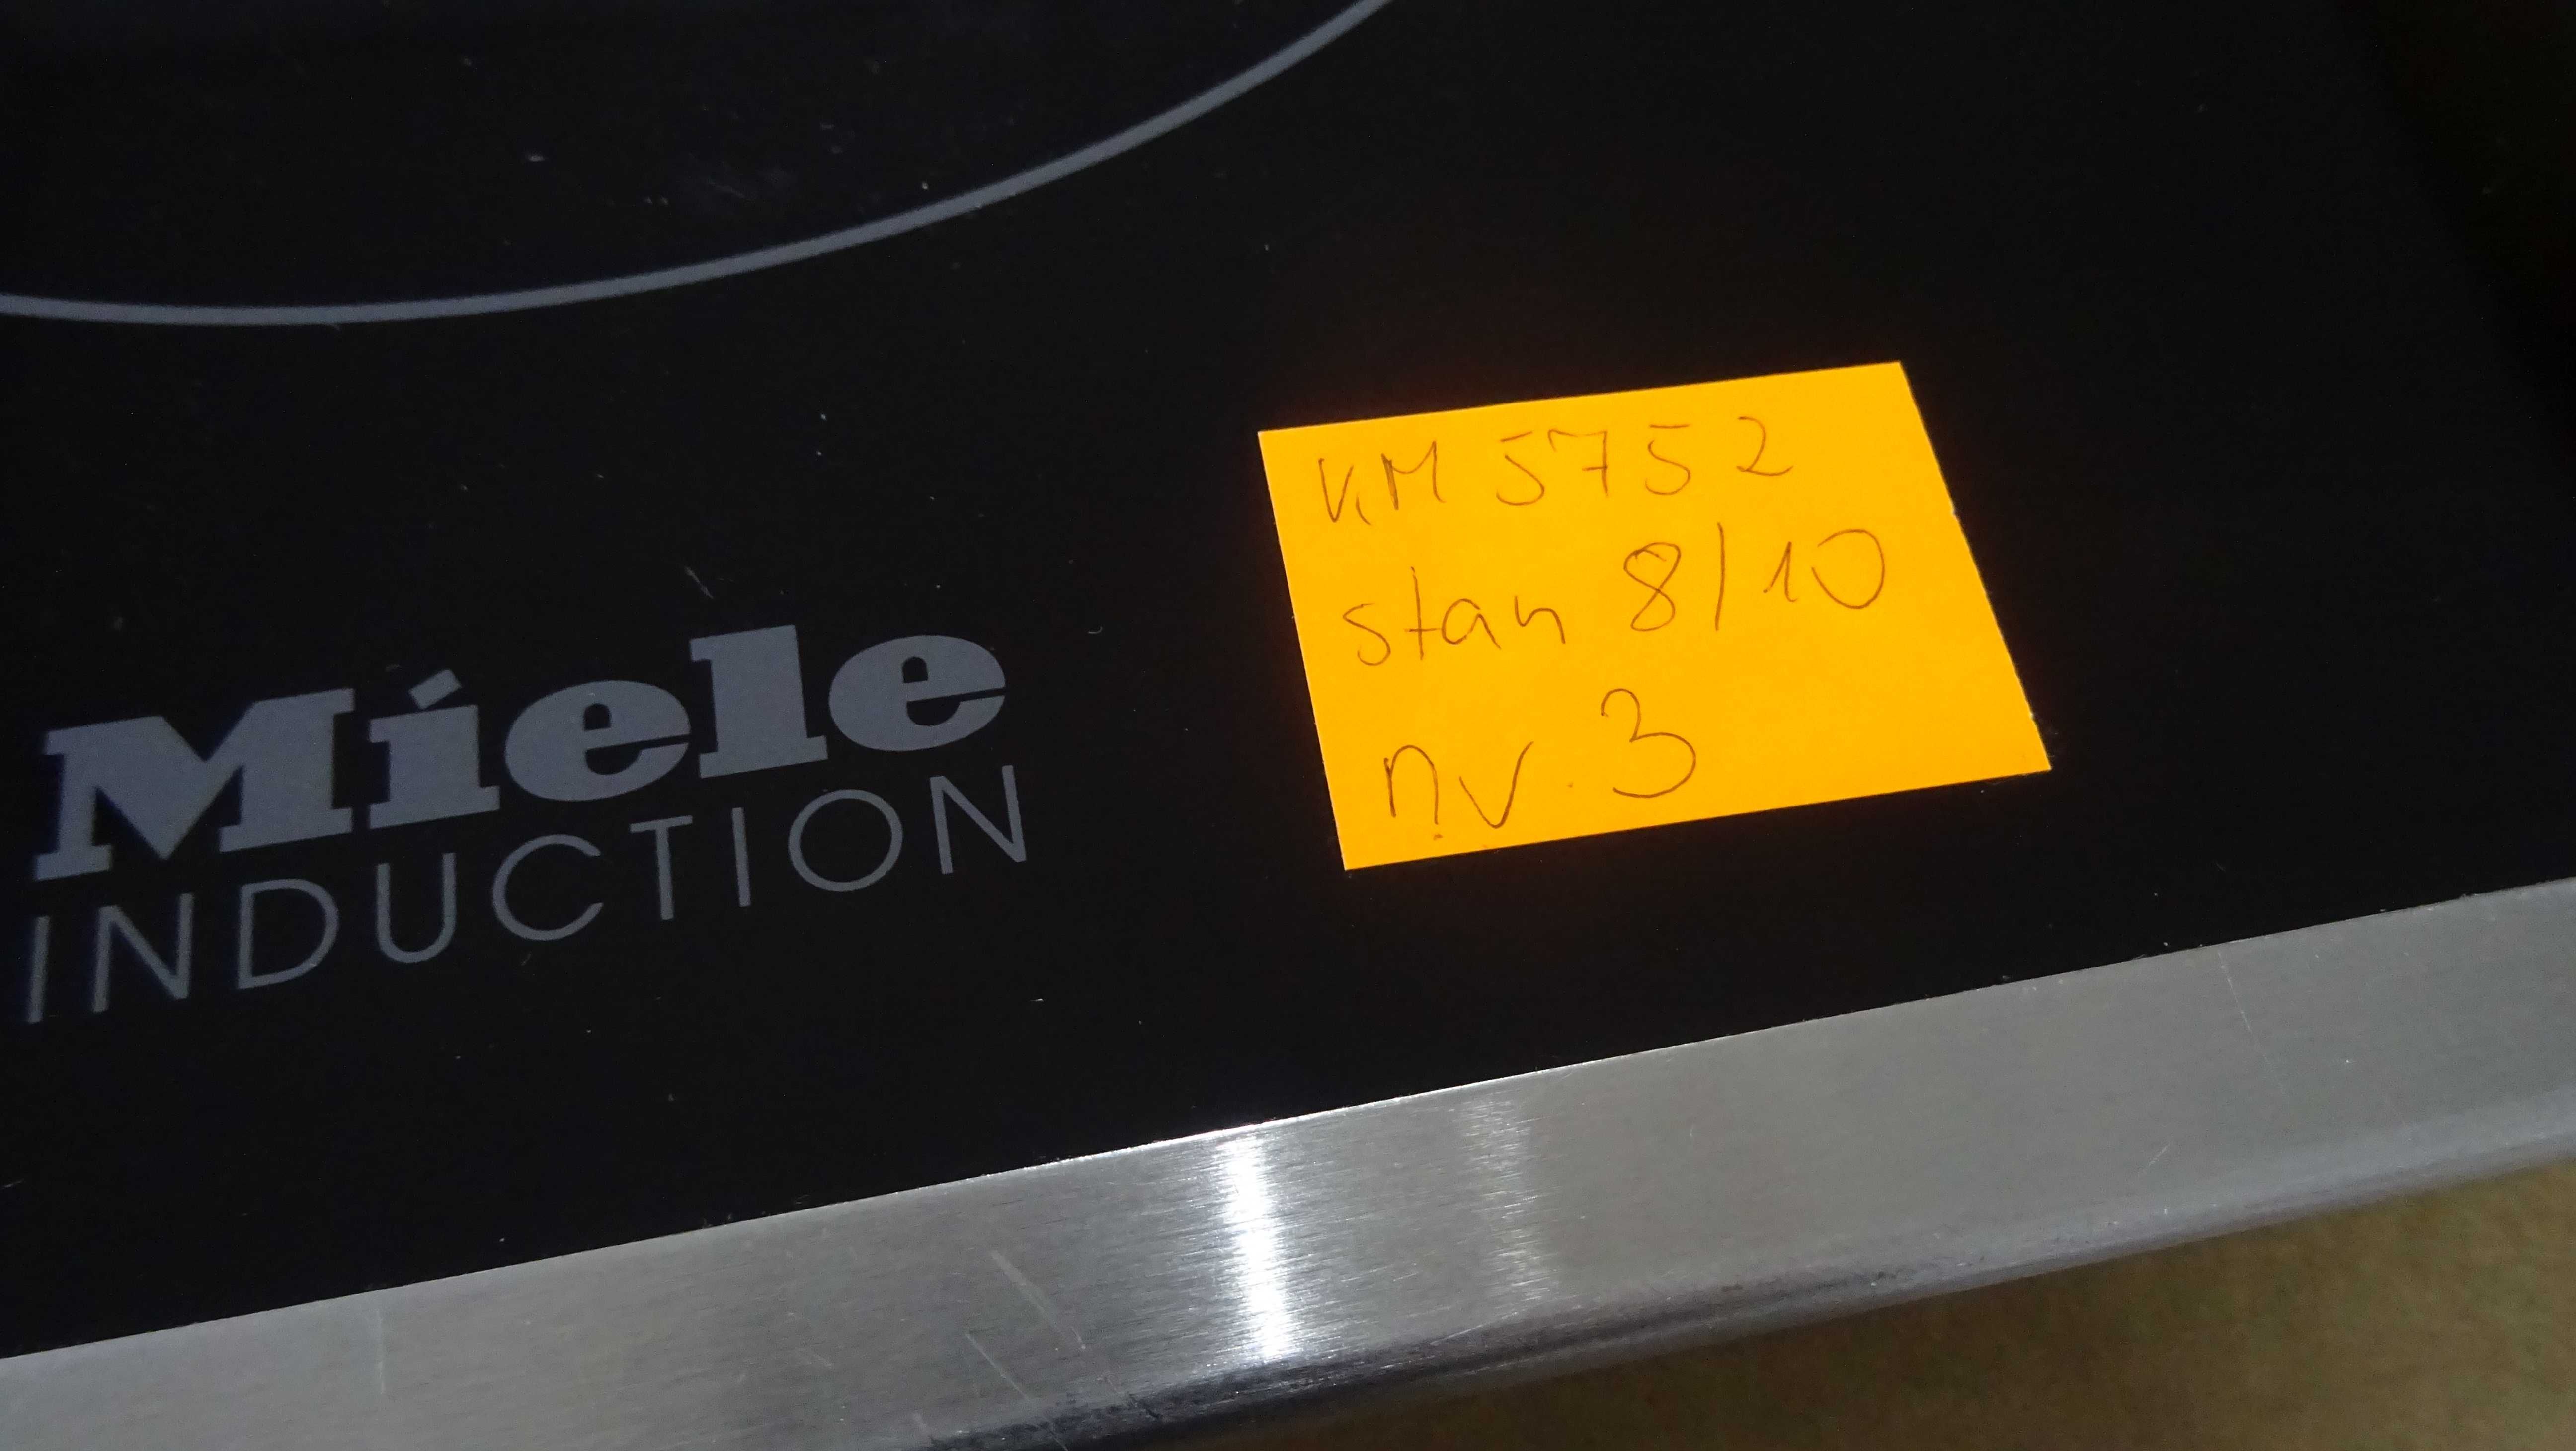 Miele
INDUCTION
KM 5752
stan 8/10
nr. 3